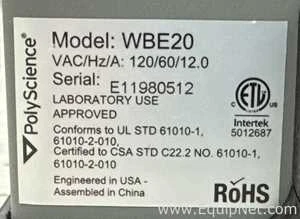 PolyScience
Model: WBE20
VAC/Hz/A: 120/60/12.0
Serial: E11980512
LABORATORY USE
APPROVED
Conforms to UL STD 61010-1,
61010-2-010,
Certified to CSA STD C22.2 NO. 61010-1,
61010-2-010
Engineered in USA -
Assembled in China
ETL
Intertek
5012687
RoHS
©EquipNet.com